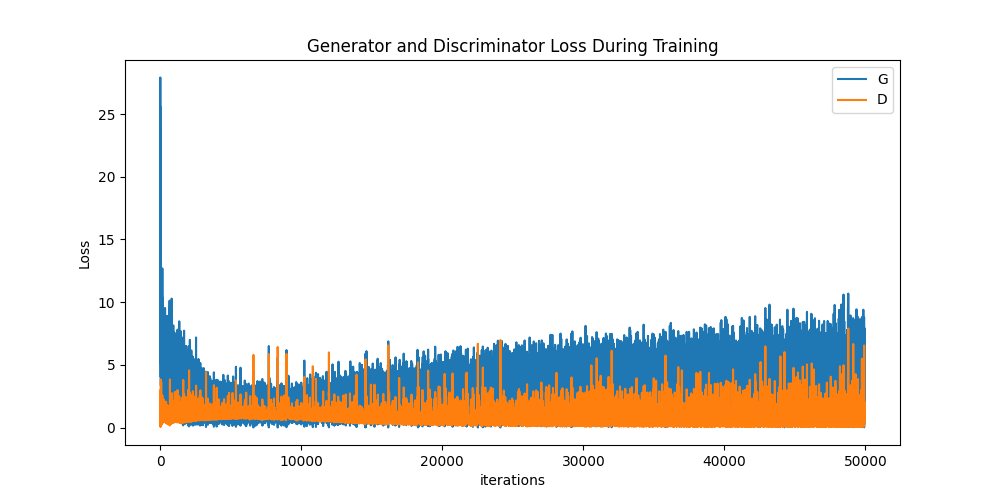 Generator and Discriminator Loss During Training
G
D
25
20
15
10
5
0
Loss
0 10000 20000 30000 40000 50000
iterations